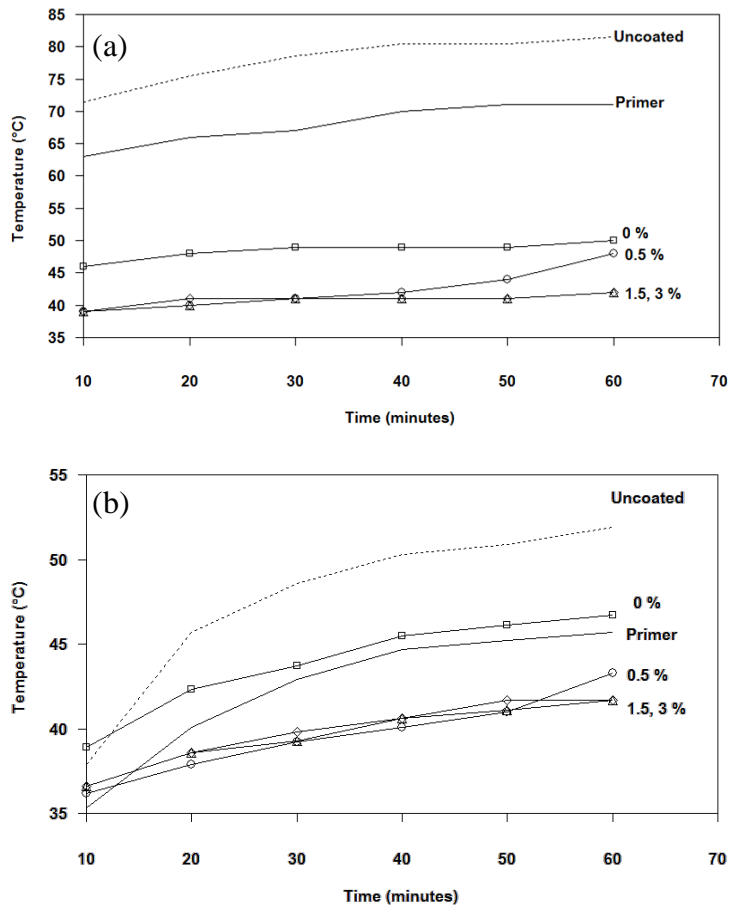 (a)
Temperature (°C)
85
80
75
70
65
60
55
50
45
40
35
Uncoated
Primer
0 %
0.5 %
1.5, 3 %
10 20 30 40 50 60 70
Time (minutes)
(b)
Temperature (°C)
55
50
45
40
35
Uncoated
0 %
Primer
0.5 %
1.5, 3 %
10 20 30 40 50 60 70
Time (minutes)